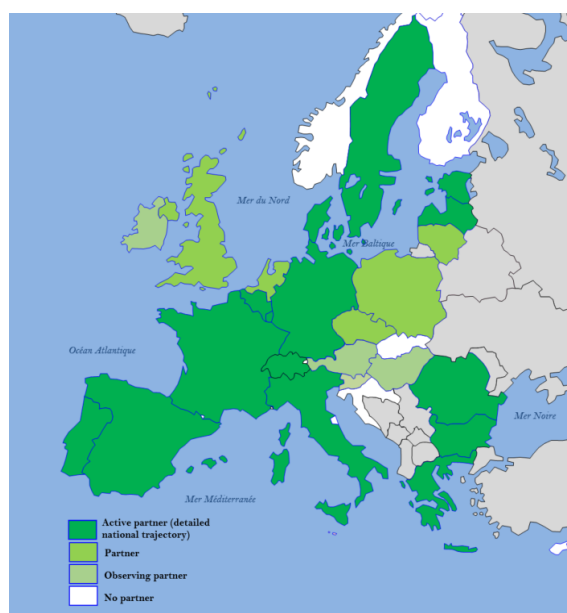 Mer du Nord
Mer Baltique
Océan Atlantique
Mer Noire
Mer Méditerranée
Active partner (detailed
national trajectory)
Partner
Observing partner
No partner